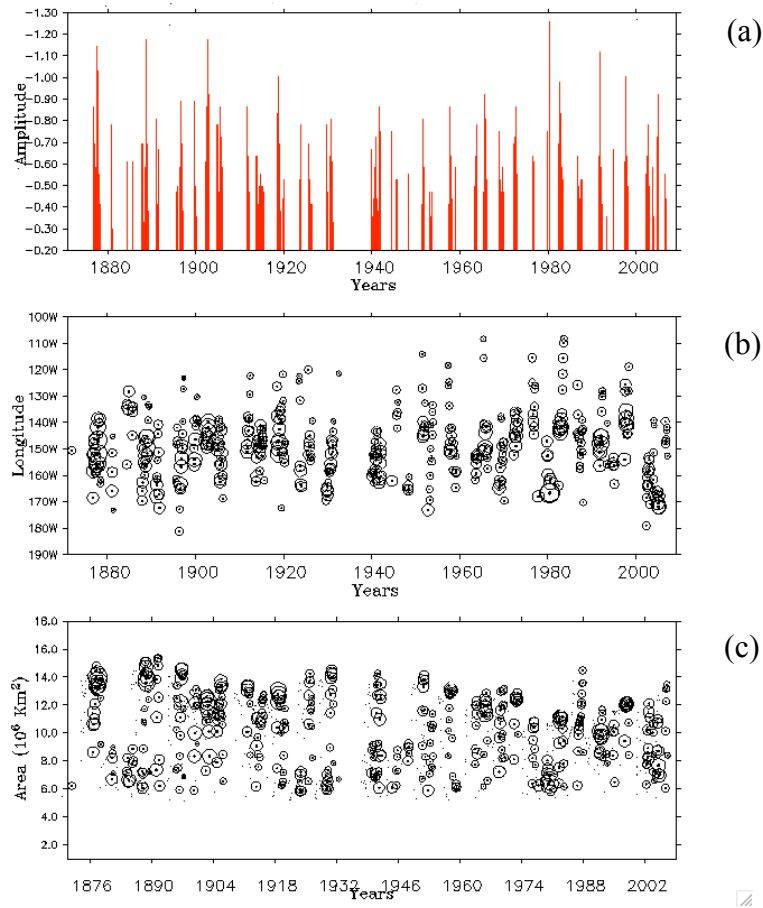 (a)
Amplitude
-1.30
-1.20
-1.10
-1.00
-0.90
-0.80
-0.70
-0.60
-0.50
-0.40
-0.30
-0.20
1880 1900 1920 1940 1960 1980 2000
Years
(b)
Longitude
100W
110W
120W
130W
140W
150W
160W
170W
180W
190W
1880 1900 1920 1940 1960 1980 2000
Years
(c)
Area (10⁶ Km²)
18.0
16.0
14.0
12.0
10.0
8.0
6.0
4.0
2.0
1876 1890 1904 1918 1932 1946 1960 1974 1988 2002
Years